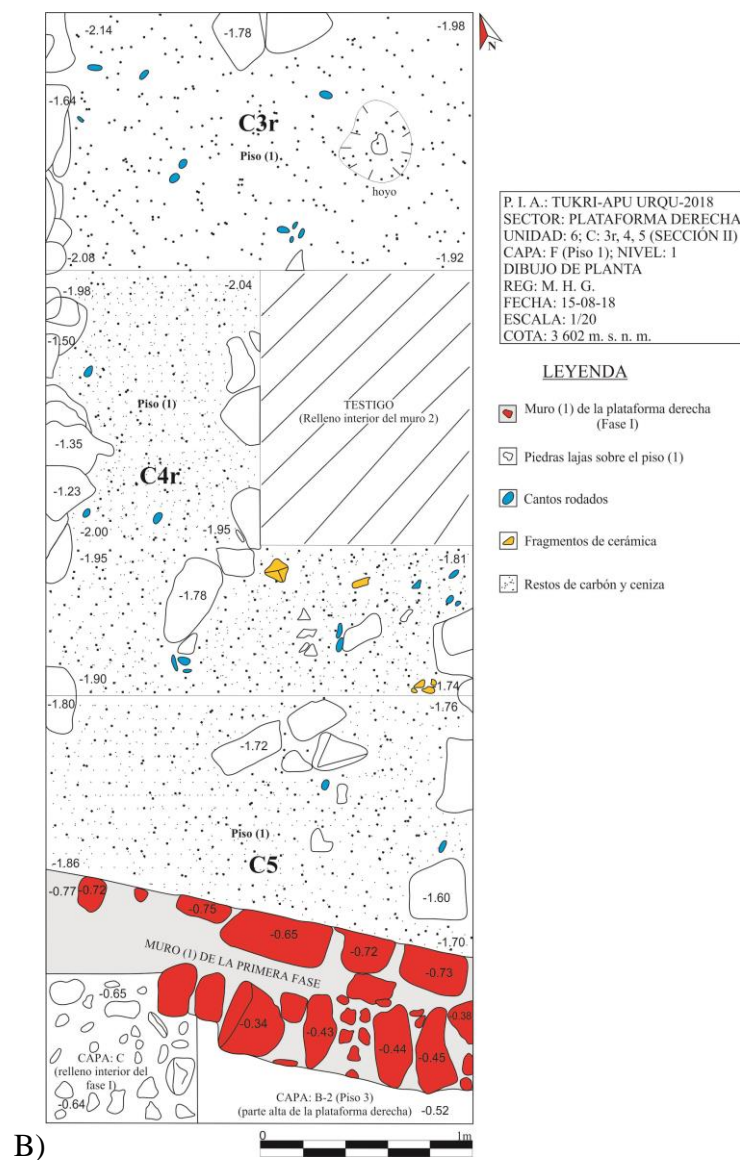 -2.14
-1.78
-1.98
N
-1.64
C3r
Piso (1)
hoyo
-2.08
-1.92
P. I. A.: TUKRI-APU URQU-2018
SECTOR: PLATAFORMA DERECHA
UNIDAD: 6; C: 3r, 4, 5 (SECCIÓN II)
CAPA: F (Piso 1); NIVEL: 1
DIBUJO DE PLANTA
REG: M. H. G.
FECHA: 15-08-18
ESCALA: 1/20
COTA: 3 602 m. s. n. m.
LEYENDA
Muro (1) de la plataforma derecha
(Fase I)
Piedras lajas sobre el piso (1)
Cantos rodados
Fragmentos de cerámica
Restos de carbón y ceniza
-1.98
-2.04
-1.50
Piso (1)
TESTIGO
(Relleno interior del muro 2)
-1.35
C4r
-1.23
-2.00
-1.95
-1.95
-1.81
-1.78
-1.90
-1.74
-1.80
-1.76
-1.72
Piso (1)
C5
-1.86
-1.60
-0.77
-0.72
-0.75
-0.65
-0.72
-1.70
-0.73
MURO (1) DE LA PRIMERA FASE
-0.65
-0.34
-0.43
-0.44
-0.45
-0.38
CAPA: C
(relleno interior del
fase I)
-0.64
CAPA: B-2 (Piso 3)
(parte alta de la plataforma derecha)
-0.52
B)
0
1m